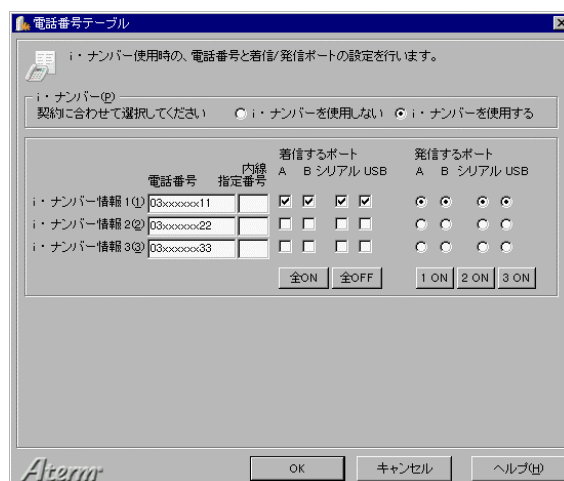 電話番号テーブル
i・ナンバー使用時の、電話番号と着信/発信ポートの設定を行います。
i・ナンバー(P)
契約に合わせて選択してください i・ナンバーを使用しない i・ナンバーを使用する
着信するポート 発信するポート
電話番号 内線指定番号 A B シリアル USB A B シリアル USB
i・ナンバー情報1(1) 03xxxxxx11
i・ナンバー情報2(2) 03xxxxxx22
i・ナンバー情報3(3) 03xxxxxx33
全ON 全OFF 1 ON 2 ON 3 ON
Aterm OK キャンセル ヘルプ(H)